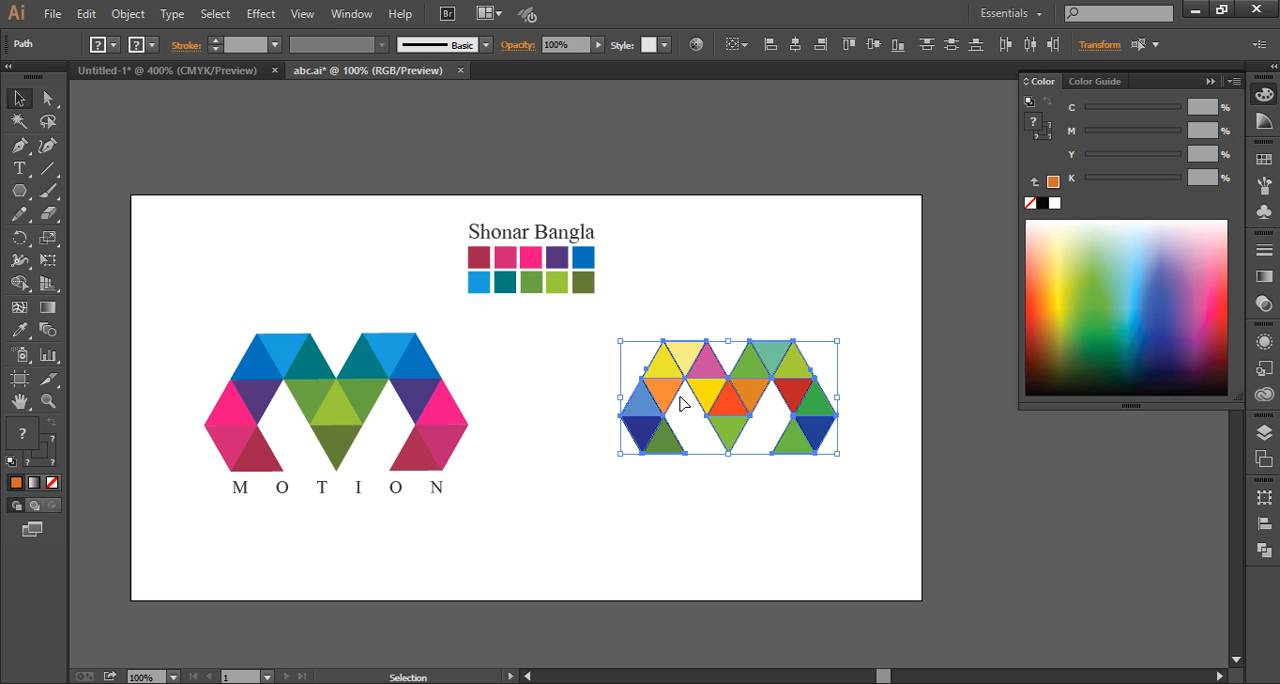 Ai File Edit Object Type Select Effect View Window Help Br Essentials
Path ? ? Stroke: Basic Opacity: 100% Style: Transform
Untitled-1* @ 400% (CMYK/Preview) × abc.ai* @ 100% (RGB/Preview) ×
Color Color Guide
C %
M %
Y %
K %
?
?
?
?
?
?
T
Shonar Bangla
M O T I O N
100% 1 Selection